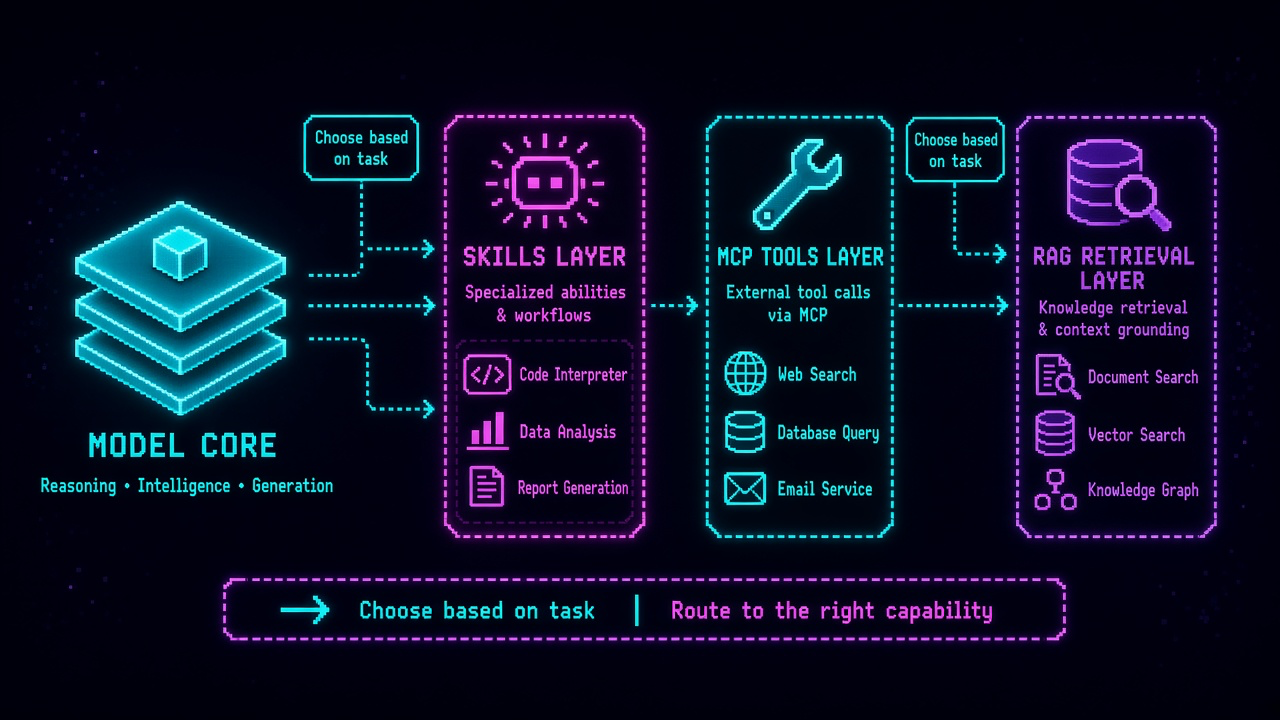 Choose based
on task
MODEL CORE
Reasoning • Intelligence • Generation
SKILLS LAYER
Specialized abilities
& workflows
</>
Code Interpreter
Data Analysis
Report Generation
MCP TOOLS LAYER
External tool calls
via MCP
Web Search
Database Query
Email Service
Choose based
on task
RAG RETRIEVAL
LAYER
Knowledge retrieval
& context grounding
Document Search
Vector Search
Knowledge Graph
Choose based on task | Route to the right capability